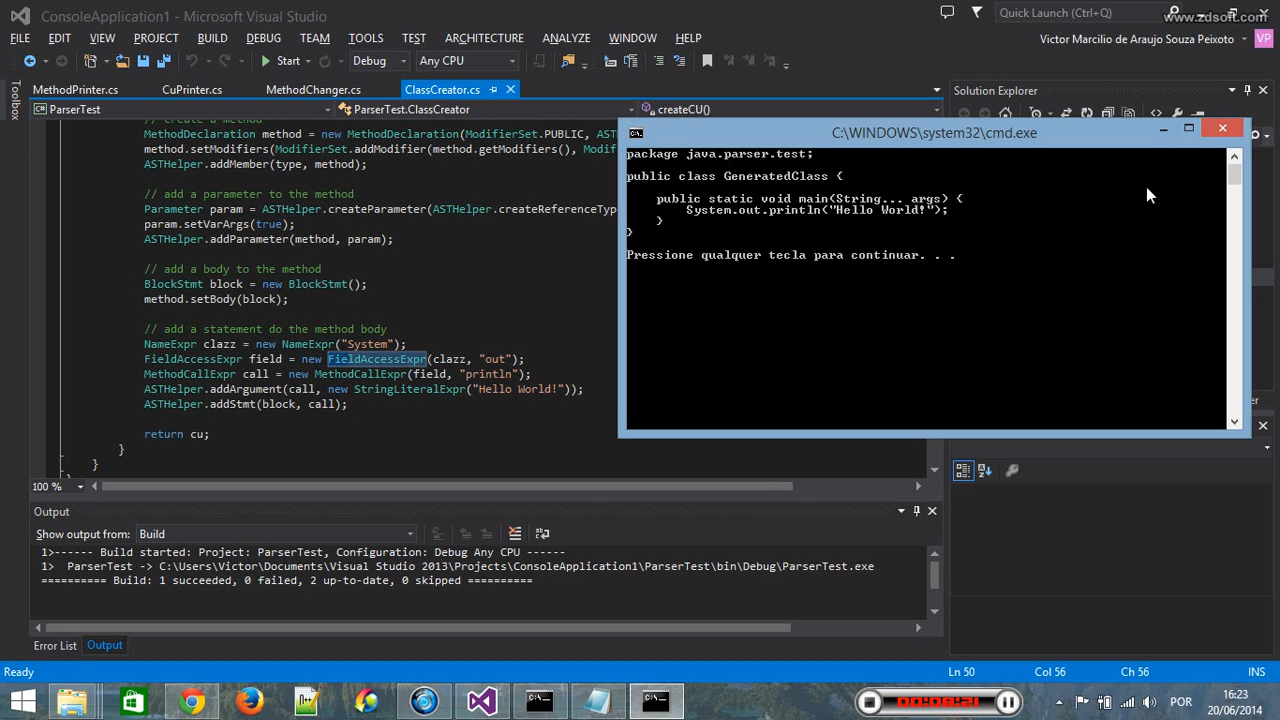 ConsoleApplication1 - Microsoft Visual Studio
Quick Launch (Ctrl+Q)
www.zdsoft.com
FILE EDIT VIEW PROJECT BUILD DEBUG TEAM TOOLS TEST ARCHITECTURE ANALYZE WINDOW HELP
Victor Marcilio de Araujo Souza Peixoto VP
Start Debug Any CPU
Toolbox
MethodPrinter.cs CuPrinter.cs MethodChanger.cs ClassCreator.cs
Solution Explorer
ParserTest ParserTest.ClassCreator createCU()
MethodDeclaration method = new MethodDeclaration(ModifierSet.PUBLIC, AST
method.setModifiers(ModifierSet.addModifier(method.getModifiers(), Modif
ASTHelper.addMember(type, method);
// add a parameter to the method
Parameter param = ASTHelper.createParameter(ASTHelper.createReferenceType
param.setVarArgs(true);
ASTHelper.addParameter(method, param);
// add a body to the method
BlockStmt block = new BlockStmt();
method.setBody(block);
// add a statement do the method body
NameExpr clazz = new NameExpr("System");
FieldAccessExpr field = new FieldAccessExpr(clazz, "out");
MethodCallExpr call = new MethodCallExpr(field, "println");
ASTHelper.addArgument(call, new StringLiteralExpr("Hello World!"));
ASTHelper.addStmt(block, call);
return cu;
}
}
100 %
C:\WINDOWS\system32\cmd.exe
C:\.
package java.parser.test;
public class GeneratedClass {
public static void main(String... args) {
System.out.println("Hello World!");
}
}
Pressione qualquer tecla para continuar. . .
Output
Show output from: Build
1>------ Build started: Project: ParserTest, Configuration: Debug Any CPU ------
1> ParserTest -> C:\Users\Victor\Documents\Visual Studio 2013\Projects\ConsoleApplication1\ParserTest\bin\Debug\ParserTest.exe
========== Build: 1 succeeded, 0 failed, 2 up-to-date, 0 skipped ==========
Error List Output
Ready Ln 50 Col 56 Ch 56 INS
00:08:21
POR
16:23
20/06/2014